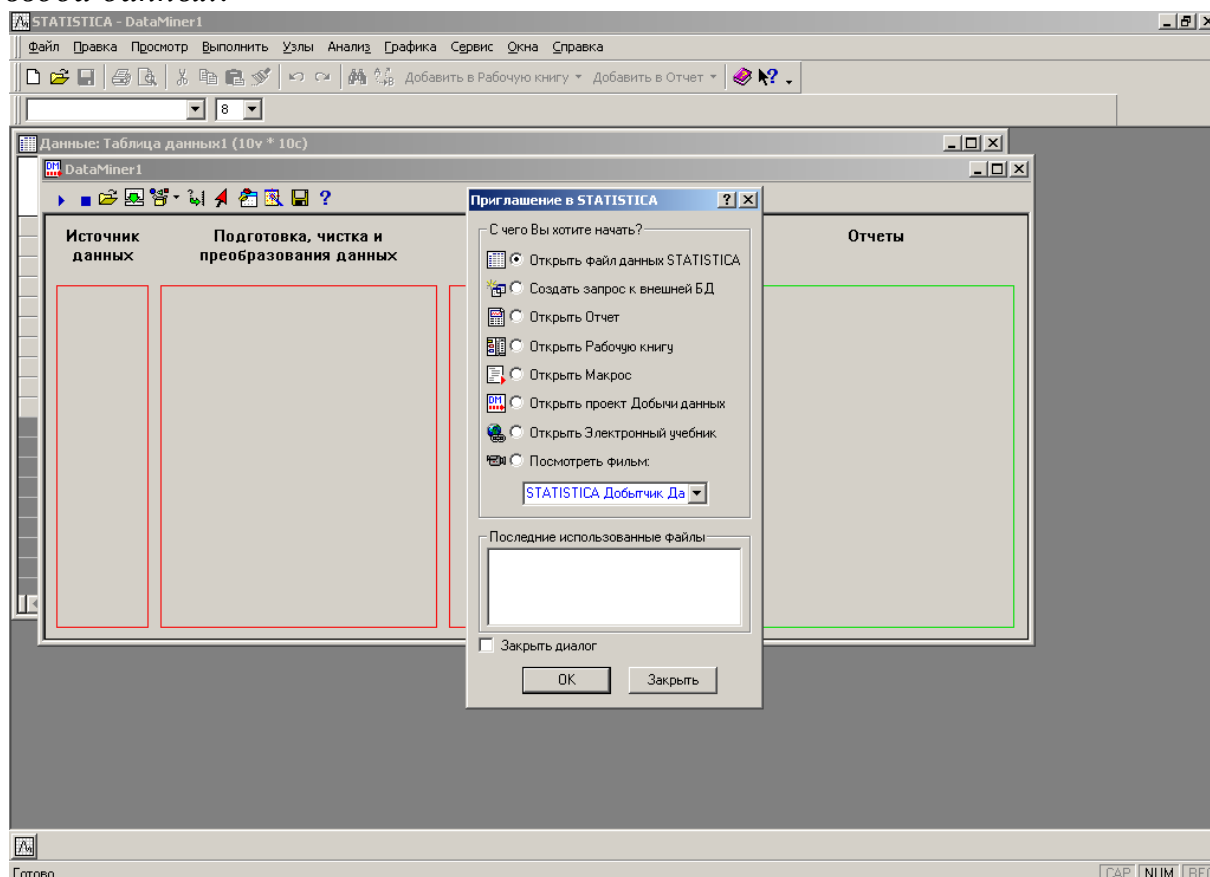 STATISTICA - DataMiner1
Файл Правка Просмотр Выполнить Узлы Анализ Графика Сервис Окна Справка
Добавить в Рабочую книгу Добавить в Отчет
8
Данные: Таблица данных1 (10v * 10c)
DataMiner1
Источник данных
Подготовка, чистка и преобразования данных
Отчеты
Приглашение в STATISTICA
С чего Вы хотите начать?
Открыть файл данных STATISTICA
Создать запрос к внешней БД
Открыть Отчет
Открыть Рабочую книгу
Открыть Макрос
Открыть проект Добычи данных
Открыть Электронный учебник
Посмотреть фильм:
STATISTICA Добытчик Да
Последние использованные файлы
Закрыть диалог
ОК Закрыть
Готово
CAP NUM REC